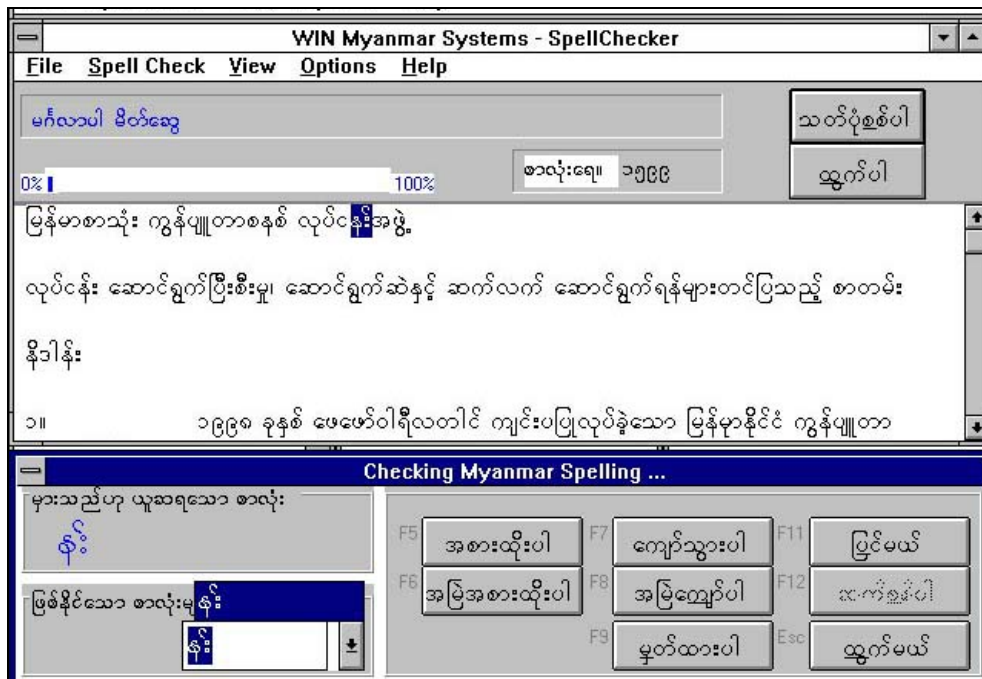 WIN Myanmar Systems - SpellChecker
File Spell Check View Options Help
မင်္ဂလာပါ မိတ်ဆွေ
သတ်ပုံစစ်ပါ
0% 100%
စာလုံးရေ။ ၁၅၉၉
ထွက်ပါ
မြန်မာစာသုံး ကွန်ပျူတာစနစ် လုပ်ငန်းအဖွဲ့
လုပ်ငန်း ဆောင်ရွက်ပြီးစီးမှု၊ ဆောင်ရွက်ဆဲနှင့် ဆက်လက် ဆောင်ရွက်ရန်များတင်ပြသည့် စာတမ်း
နိဒါန်း
၁။ ၁၉၉၈ ခုနှစ် ဖေဖော်ဝါရီလတါင် ကျင်းပပြုလုပ်ခဲ့သော မြန်မာနိုင်ငံ ကွန်ပျူတာ
Checking Myanmar Spelling ...
မှားသည်ဟု ယူဆရသော စာလုံး
န်း
F5 အစားထိုးပါ F7 ကျော်သွားပါ F11 ပြင်မယ်
ဖြစ်နိုင်သော စာလုံးမှ န်း
F6 အမြဲအစားထိုးပါ F8 အမြဲကျော်ပါ F12
န်း
F9 မှတ်ထားပါ Esc ထွက်မယ်